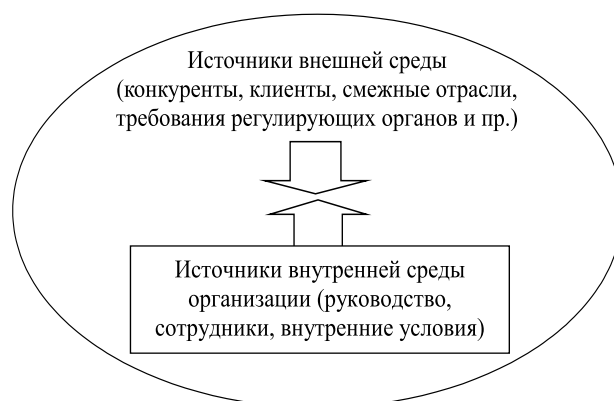 Источники внешней среды
(конкуренты, клиенты, смежные отрасли,
требования регулирующих органов и пр.)
Источники внутренней среды
организации (руководство,
сотрудники, внутренние условия)